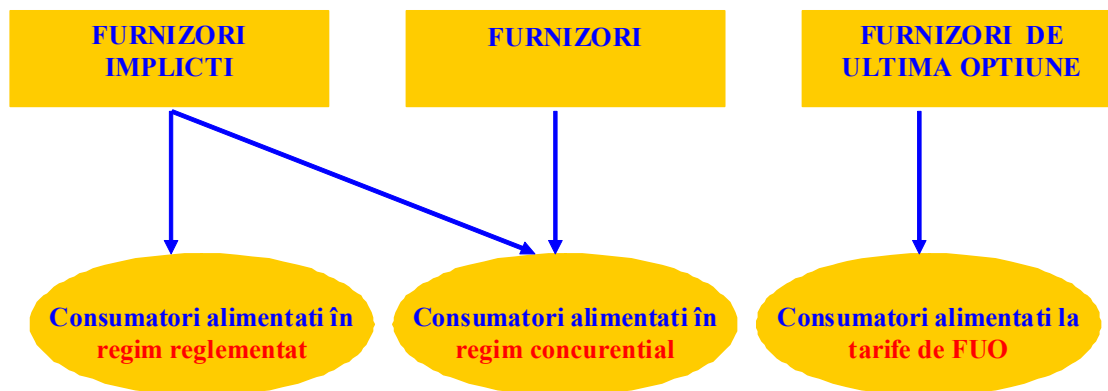 FURNIZORI
IMPLICTI
FURNIZORI
FURNIZORI DE
ULTIMA OPTIUNE
Consumatori alimentati în
regim reglementat
Consumatori alimentati în
regim concurential
Consumatori alimentati la
tarife de FUO